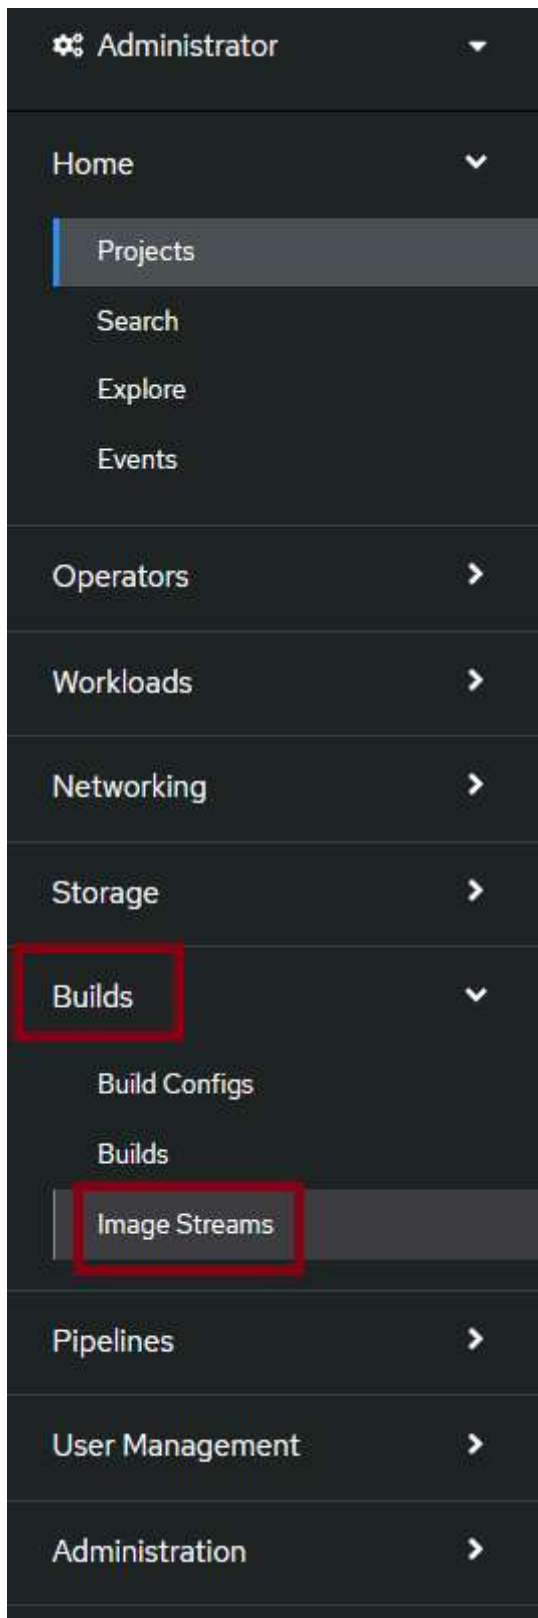 Administrator
Home
Projects
Search
Explore
Events
Operators
Workloads
Networking
Storage
Builds
Build Configs
Builds
Image Streams
Pipelines
User Management
Administration